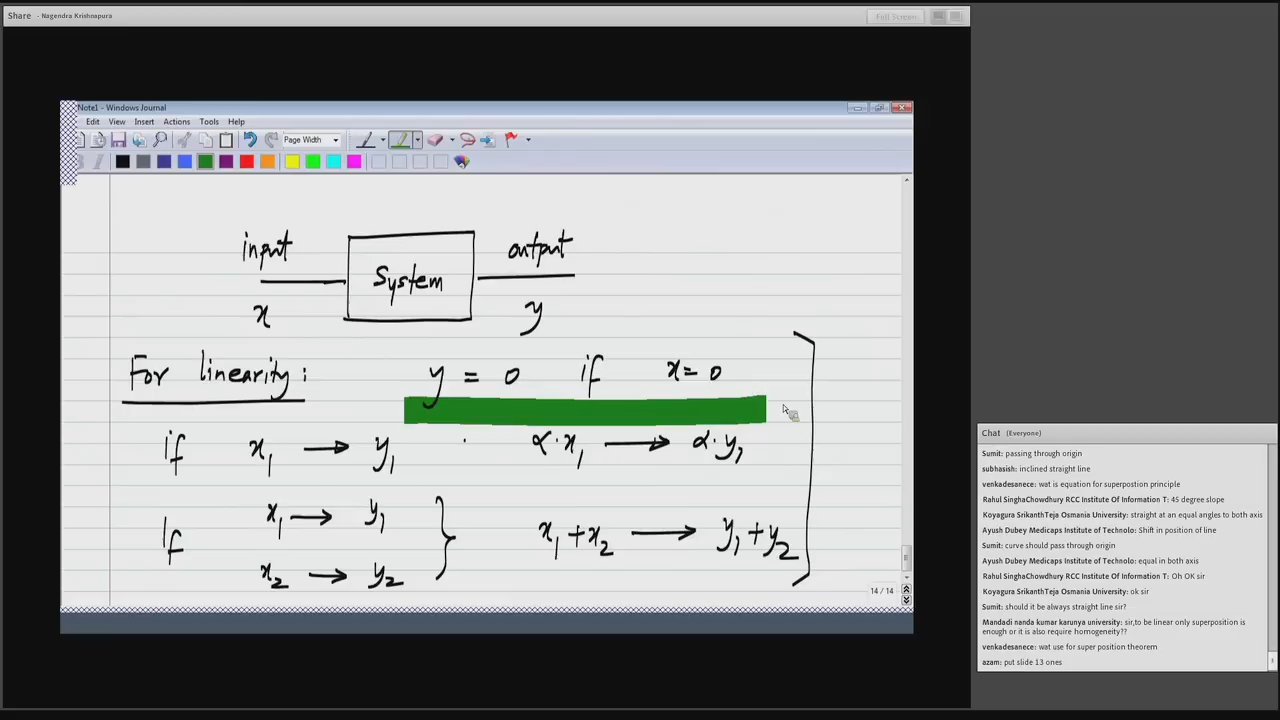 Share - Nagendra Krishnapura
Full Screen
Note1 - Windows Journal
Edit View Insert Actions Tools Help
Page Width
input output
System
x y
For linearity: y = 0 if x = 0
if x₁ → y₁ α·x₁ → α·y₁
If x₁ → y₁
x₁ + x₂ → y₁ + y₂
x₂ → y₂
14 / 14
Chat (Everyone)
Sumit: passing through origin
subhasish: inclined straight line
venkadesanece: wat is equation for superpostion principle
Rahul SinghaChowdhury RCC Institute Of Information T: 45 degree slope
Koyagura SrikanthTeja Osmania University: straight at an equal angles to both axis
Ayush Dubey Medicaps Institute of Technolo: Shift in position of line
Sumit: curve should pass through origin
Ayush Dubey Medicaps Institute of Technolo: equal in both axis
Rahul SinghaChowdhury RCC Institute Of Information T: Oh OK sir
Koyagura SrikanthTeja Osmania University: ok sir
Sumit: should it be always straight line sir?
Mandadi nanda kumar karunya university: sir,to be linear only superposition is
enough or it is also require homogeneity??
venkadesanece: wat use for super position theorem
azam: put slide 13 ones